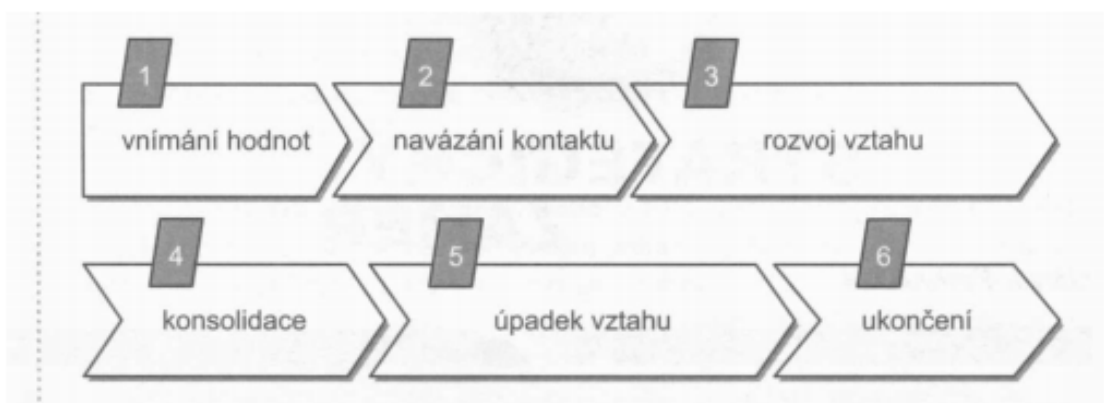 1
vnímání hodnot
2
navázání kontaktu
3
rozvoj vztahu
4
konsolidace
5
úpadek vztahu
6
ukončení